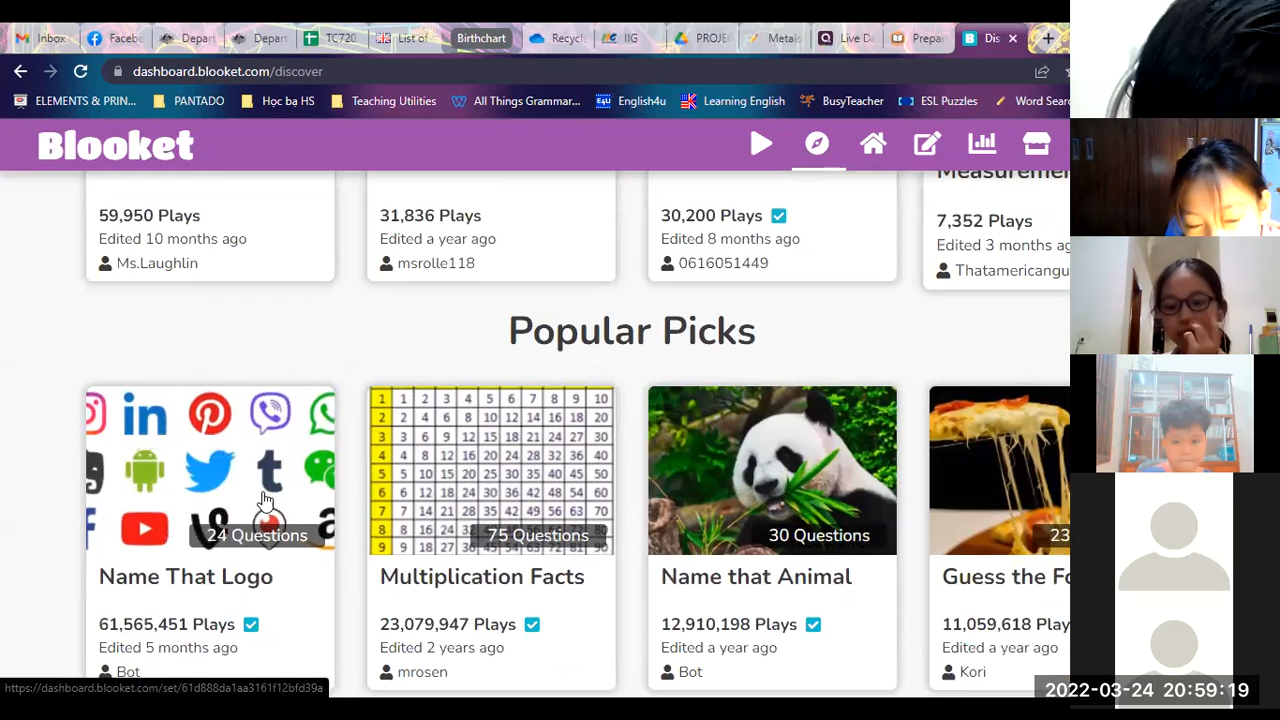 Inbox
Facebo
Depart
Depart
TC720
List of
Birthchart
Recycl
IIG
PROJE
Metals
Live Da
Prepar
Dis
dashboard.blooket.com/discover
ELEMENTS & PRIN...
PANTADO
Học bạ HS
Teaching Utilities
All Things Grammar...
English4u
Learning English
BusyTeacher
ESL Puzzles
Word Searc
Blooket
Measuremen
59,950 Plays
Edited 10 months ago
Ms.Laughlin
31,836 Plays
Edited a year ago
msrolle118
30,200 Plays
Edited 8 months ago
0616051449
7,352 Plays
Edited 3 months ag
Thatamericangu
Popular Picks
24 Questions
Name That Logo
61,565,451 Plays
Edited 5 months ago
Bot
75 Questions
Multiplication Facts
23,079,947 Plays
Edited 2 years ago
mrosen
30 Questions
Name that Animal
12,910,198 Plays
Edited a year ago
Bot
23
Guess the Fo
11,059,618 Play
Edited a year ago
Kori
https://dashboard.blooket.com/set/61d888da1aa3161f12bfd39a
2022-03-24 20:59:19